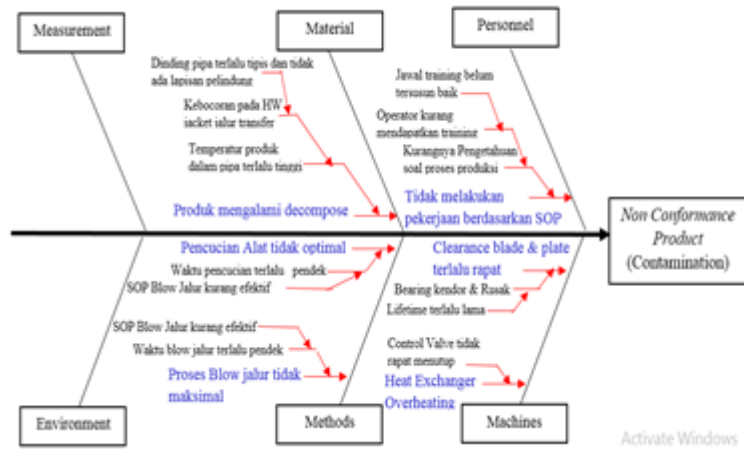 Measurement
Material
Personnel
Dinding pipa terlalu tipis dan tidak
ada lapisan pelindung
Kebocoran pada HW
jacket jalur transfer
Temperatur produk
dalam pipa terlalu tinggi
Produk mengalami decompose
Jawal training belum
tersusun baik
Operator kurang
mendapatkan training
Kurangnya Pengetahuan
soal proses produksi
Tidak melakukan
pekerjaan berdasarkan SOP
Non Conformance
Product
(Contamination)
Pencucian Alat tidak optimal
Waktu pencucian terlalu pendek
SOP Blow Jalur kurang efektif
SOP Blow Jalur kurang efektif
Waktu blow jalur terlalu pendek
Proses Blow jalur tidak
maksimal
Clearance blade & plate
terlalu rapat
Bearing kendor & Rusak
Lifetime terlalu lama
Control Valve tidak
rapat menutup
Heat Exchanger
Overheating
Environment
Methods
Machines
Activate Windows